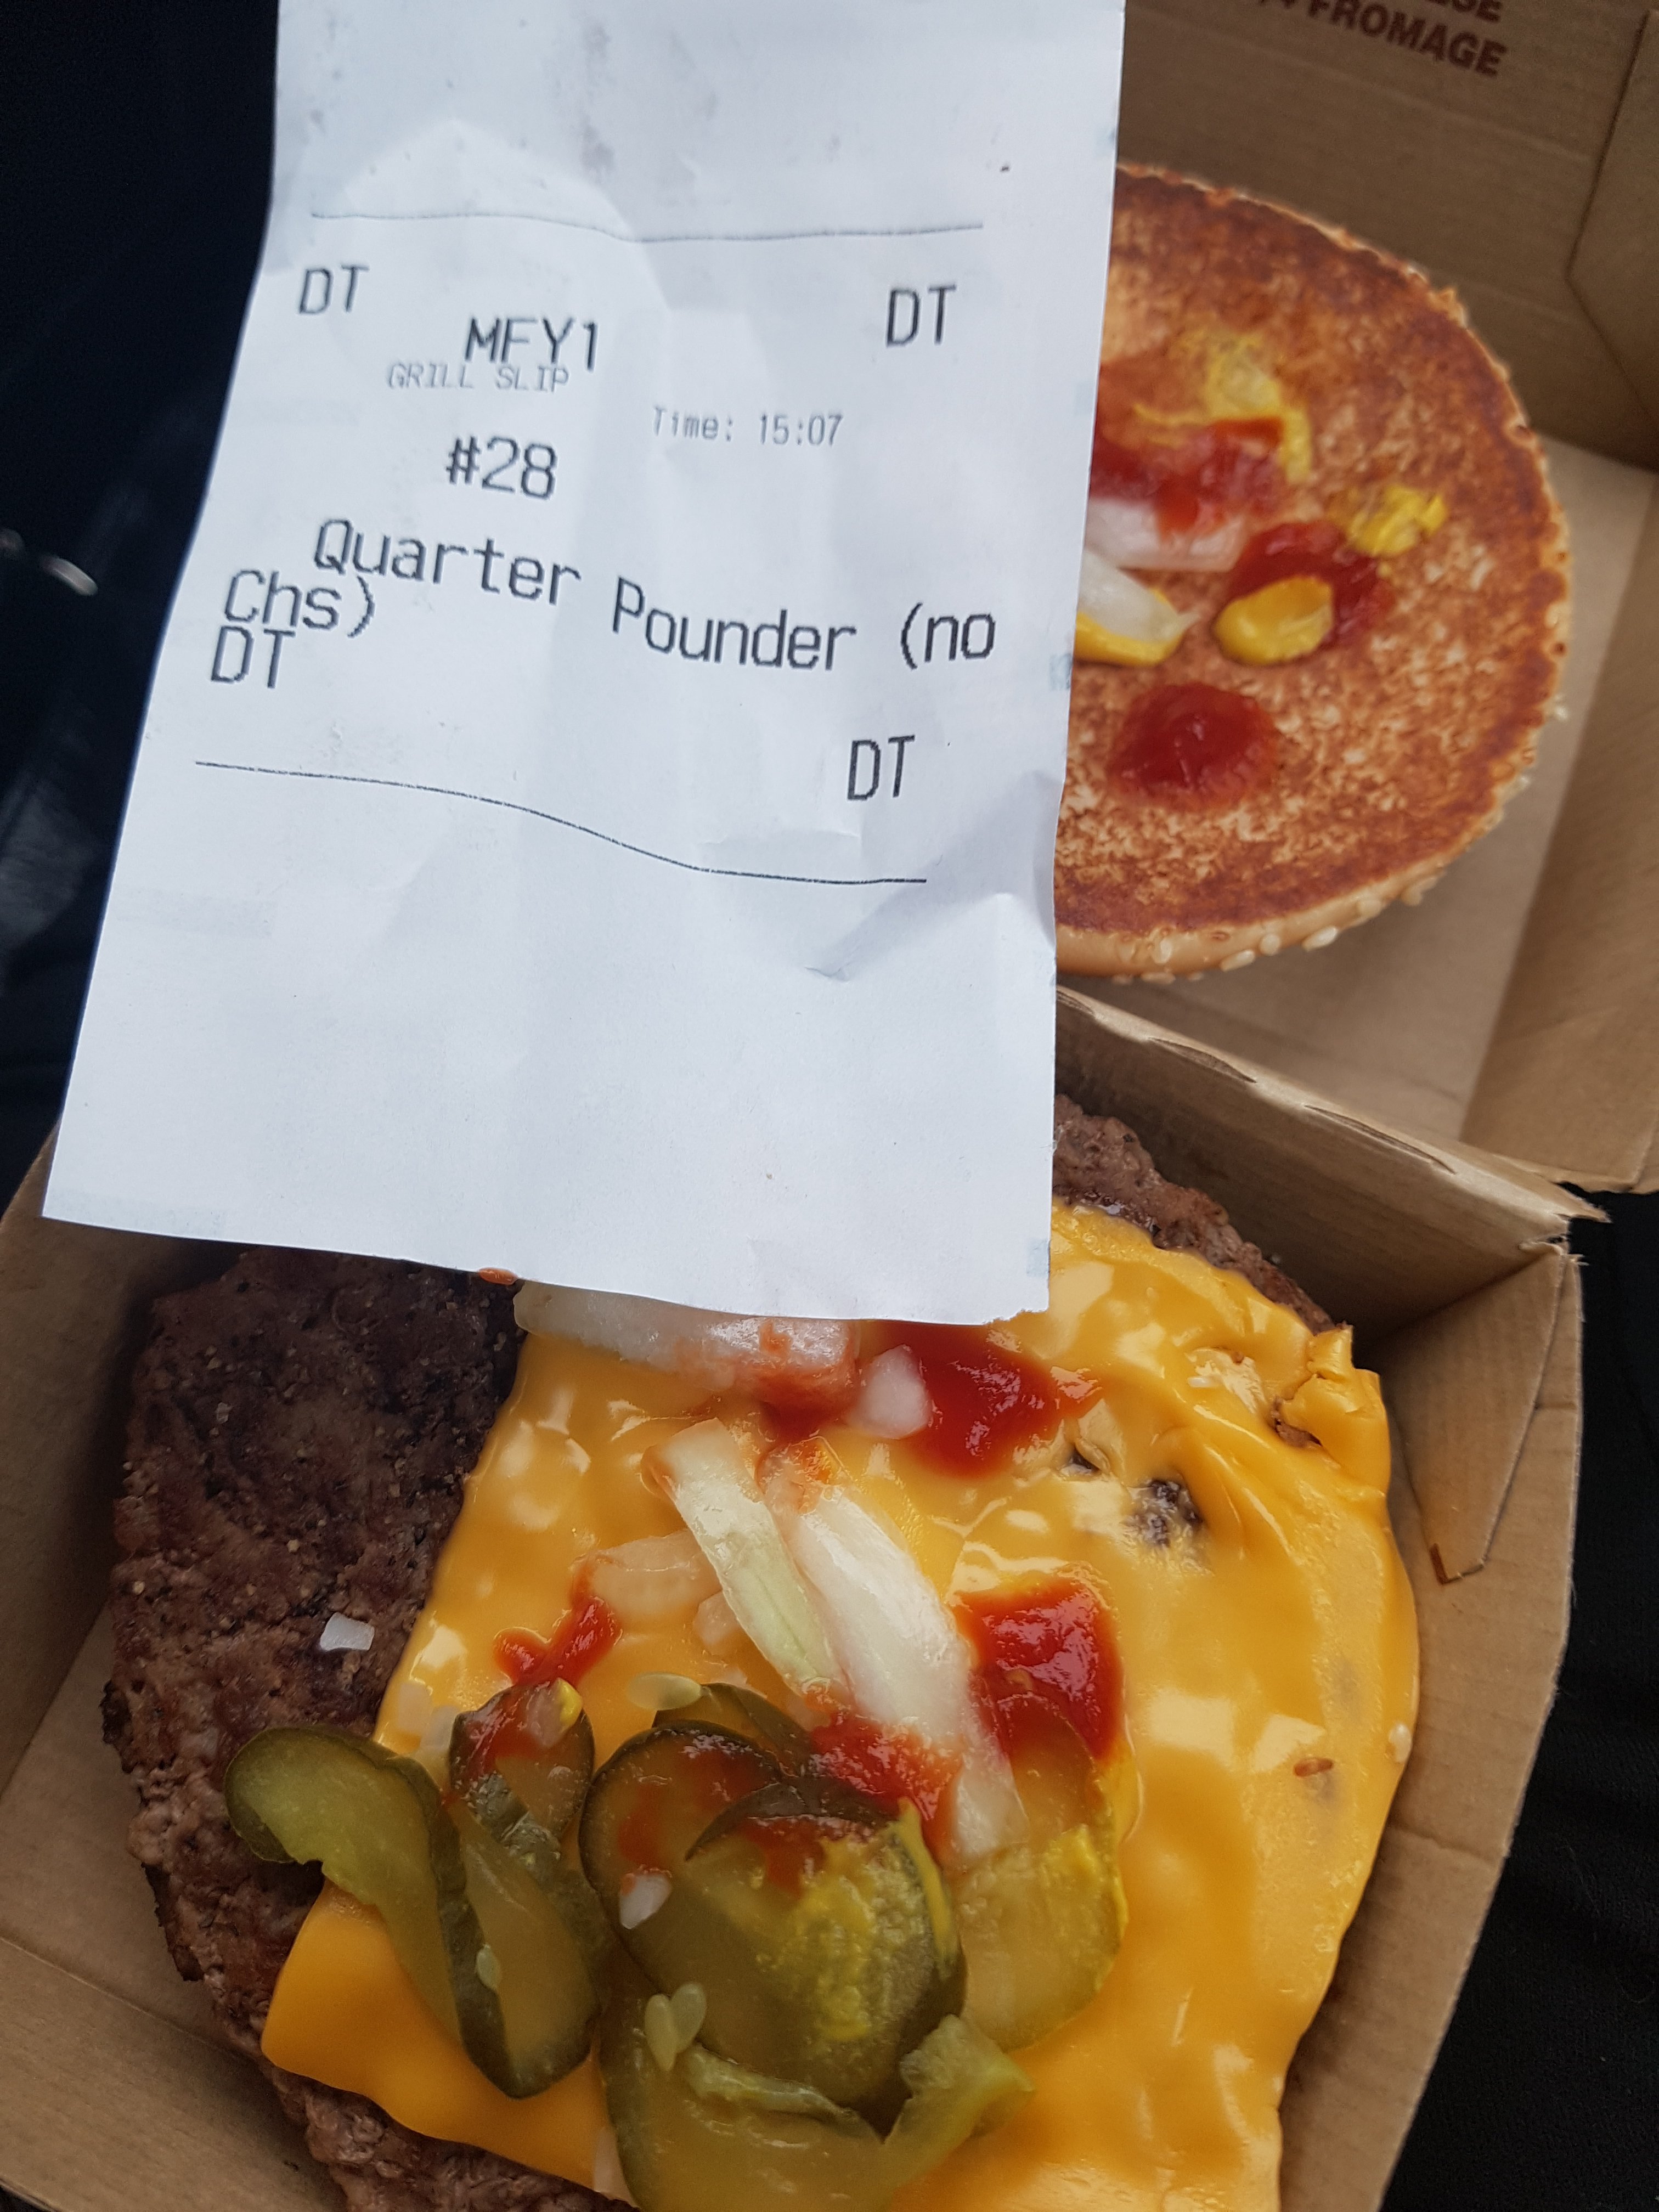 FROMAGE
DT DT
MFY1
GRILL SLIP
Time: 15:07
#28
Quarter Pounder (no
Chs)
DT
DT